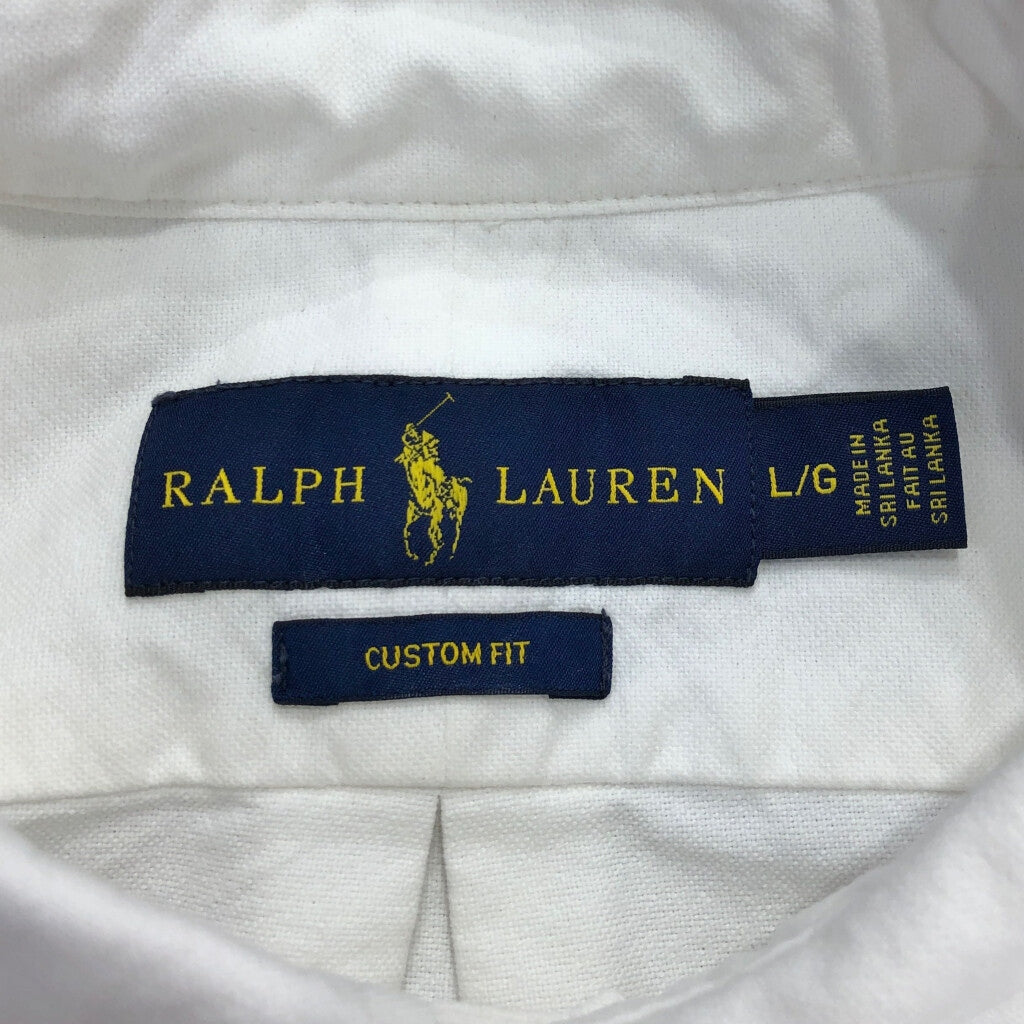 RALPH LAUREN
L/G
MADE IN
SRI LANKA
FAIT AU
SRI LANKA
CUSTOM FIT